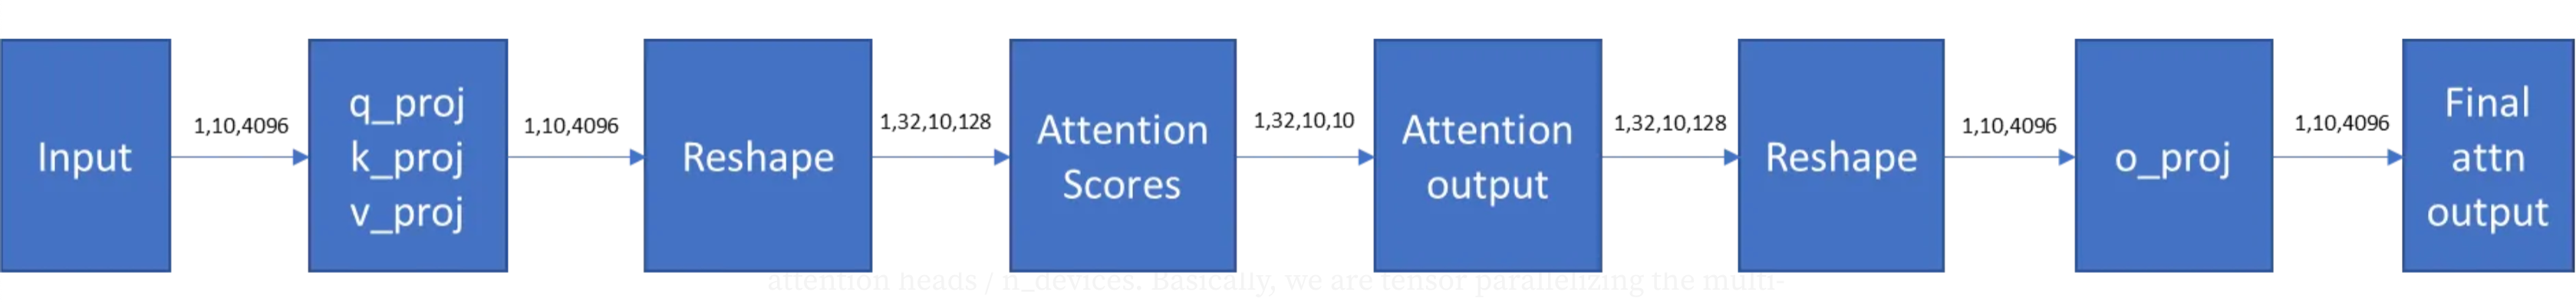 Input
1,10,4096
q_proj
k_proj
v_proj
1,10,4096
Reshape
1,32,10,128
Attention
Scores
1,32,10,10
Attention
output
1,32,10,128
Reshape
1,10,4096
o_proj
1,10,4096
Final
attn
output
attention heads / n_devices. Basically, we are tensor parallelizing the multi-